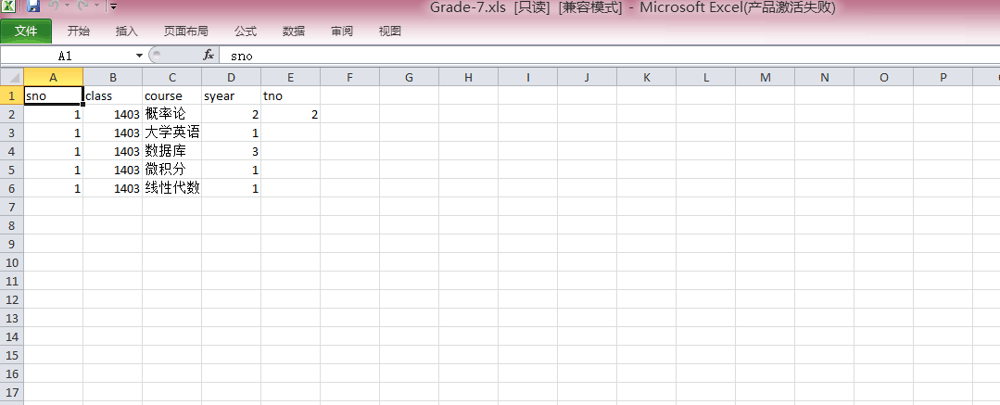 Grade-7.xls [只读] [兼容模式] - Microsoft Excel(产品激活失败)
文件 开始 插入 页面布局 公式 数据 审阅 视图
A1 fx sno
A B C D E F G H I J K L M N O P
1 sno class course syear tno
2 1 1403 概率论 2 2
3 1 1403 大学英语 1
4 1 1403 数据库 3
5 1 1403 微积分 1
6 1 1403 线性代数 1
7
8
9
10
11
12
13
14
15
16
17